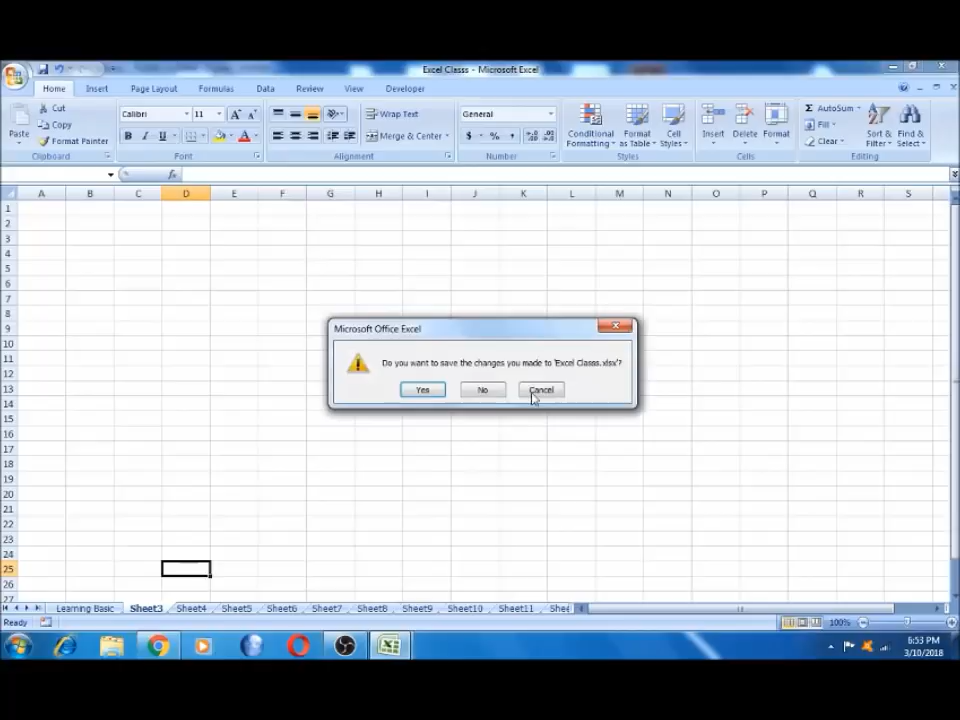 Excel Classs - Microsoft Excel
Home Insert Page Layout Formulas Data Review View Developer
Cut
Copy
Format Painter
Paste
Clipboard
Calibri 11
B I U
Font
Wrap Text
Merge & Center
Alignment
General
$ % ,
Number
Conditional Formatting
Format as Table
Cell Styles
Styles
Insert Delete Format
Cells
AutoSum
Fill
Clear
Sort & Filter
Find & Select
Editing
fx
A B C D E F G H I J K L M N O P Q R S
1
2
3
4
5
6
7
8
9
10
11
12
13
14
15
16
17
18
19
20
21
22
23
24
25
26
27
Microsoft Office Excel
Do you want to save the changes you made to 'Excel Classs.xlsx'?
Yes No Cancel
Learning Basic Sheet3 Sheet4 Sheet5 Sheet6 Sheet7 Sheet8 Sheet9 Sheet10 Sheet11 Shee
Ready 100%
6:53 PM
3/10/2018